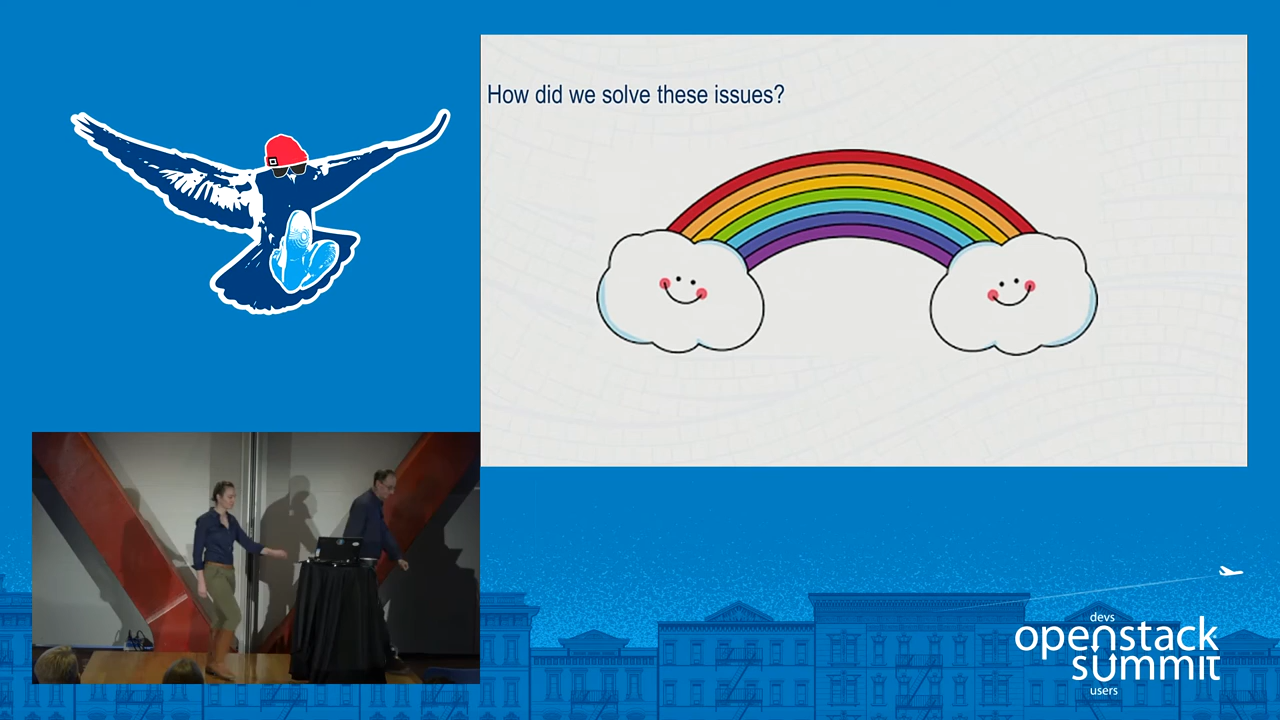 How did we solve these issues?
devs
openstack
summit
users